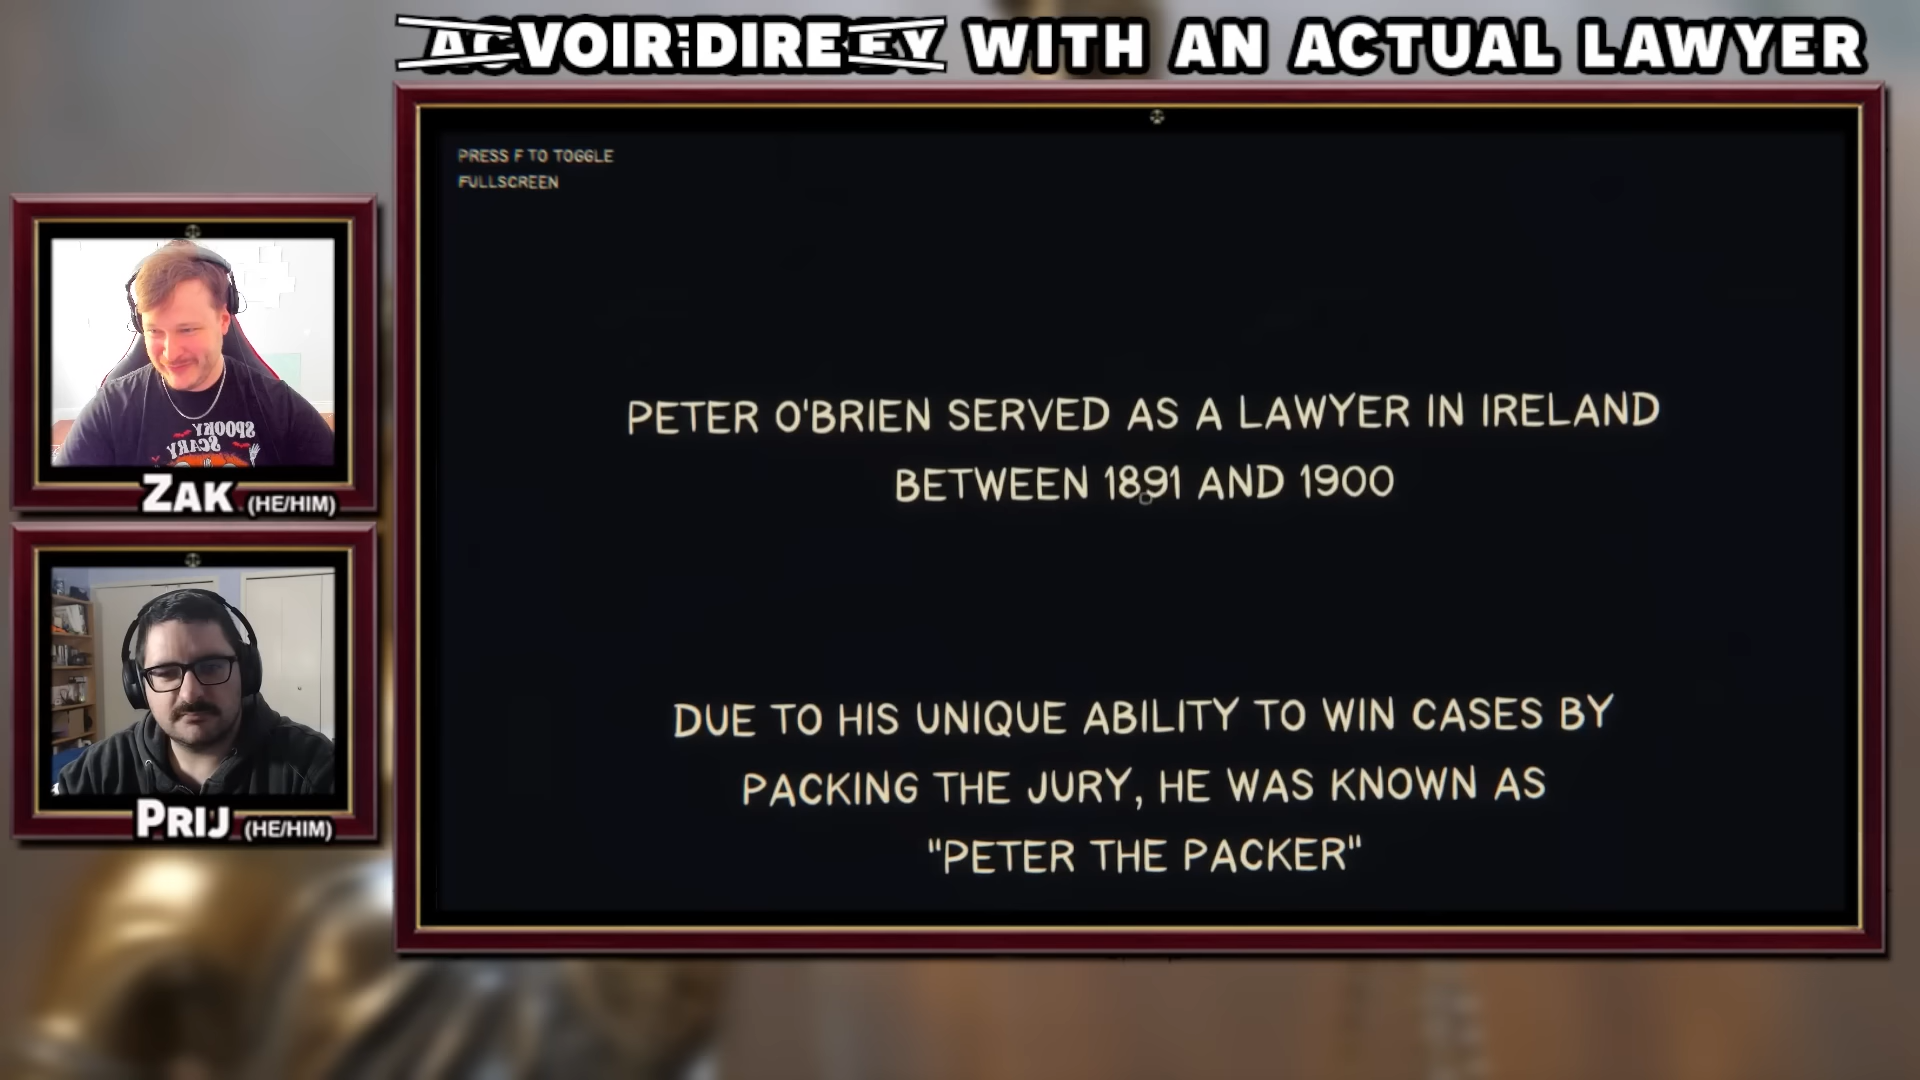 VOIR DIRE WITH AN ACTUAL LAWYER
PRESS F TO TOGGLE
FULLSCREEN
PETER O'BRIEN SERVED AS A LAWYER IN IRELAND
BETWEEN 1891 AND 1900
DUE TO HIS UNIQUE ABILITY TO WIN CASES BY
PACKING THE JURY, HE WAS KNOWN AS
"PETER THE PACKER"
SPOOKY
SCARY
ZAK (HE/HIM)
PRIJ (HE/HIM)